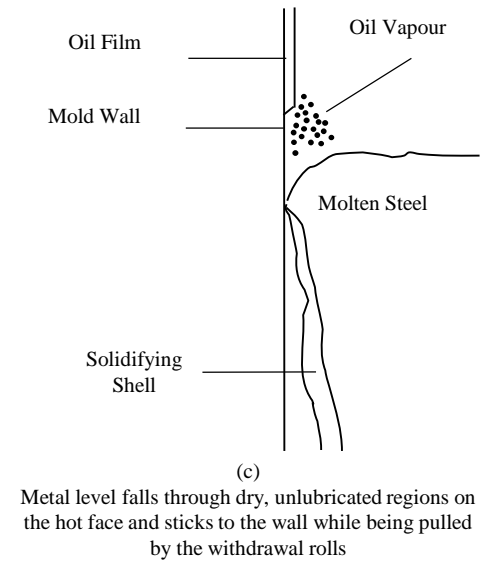 Oil Film
Oil Vapour
Mold Wall
Molten Steel
Solidifying
Shell
(c)
Metal level falls through dry, unlubricated regions on
the hot face and sticks to the wall while being pulled
by the withdrawal rolls